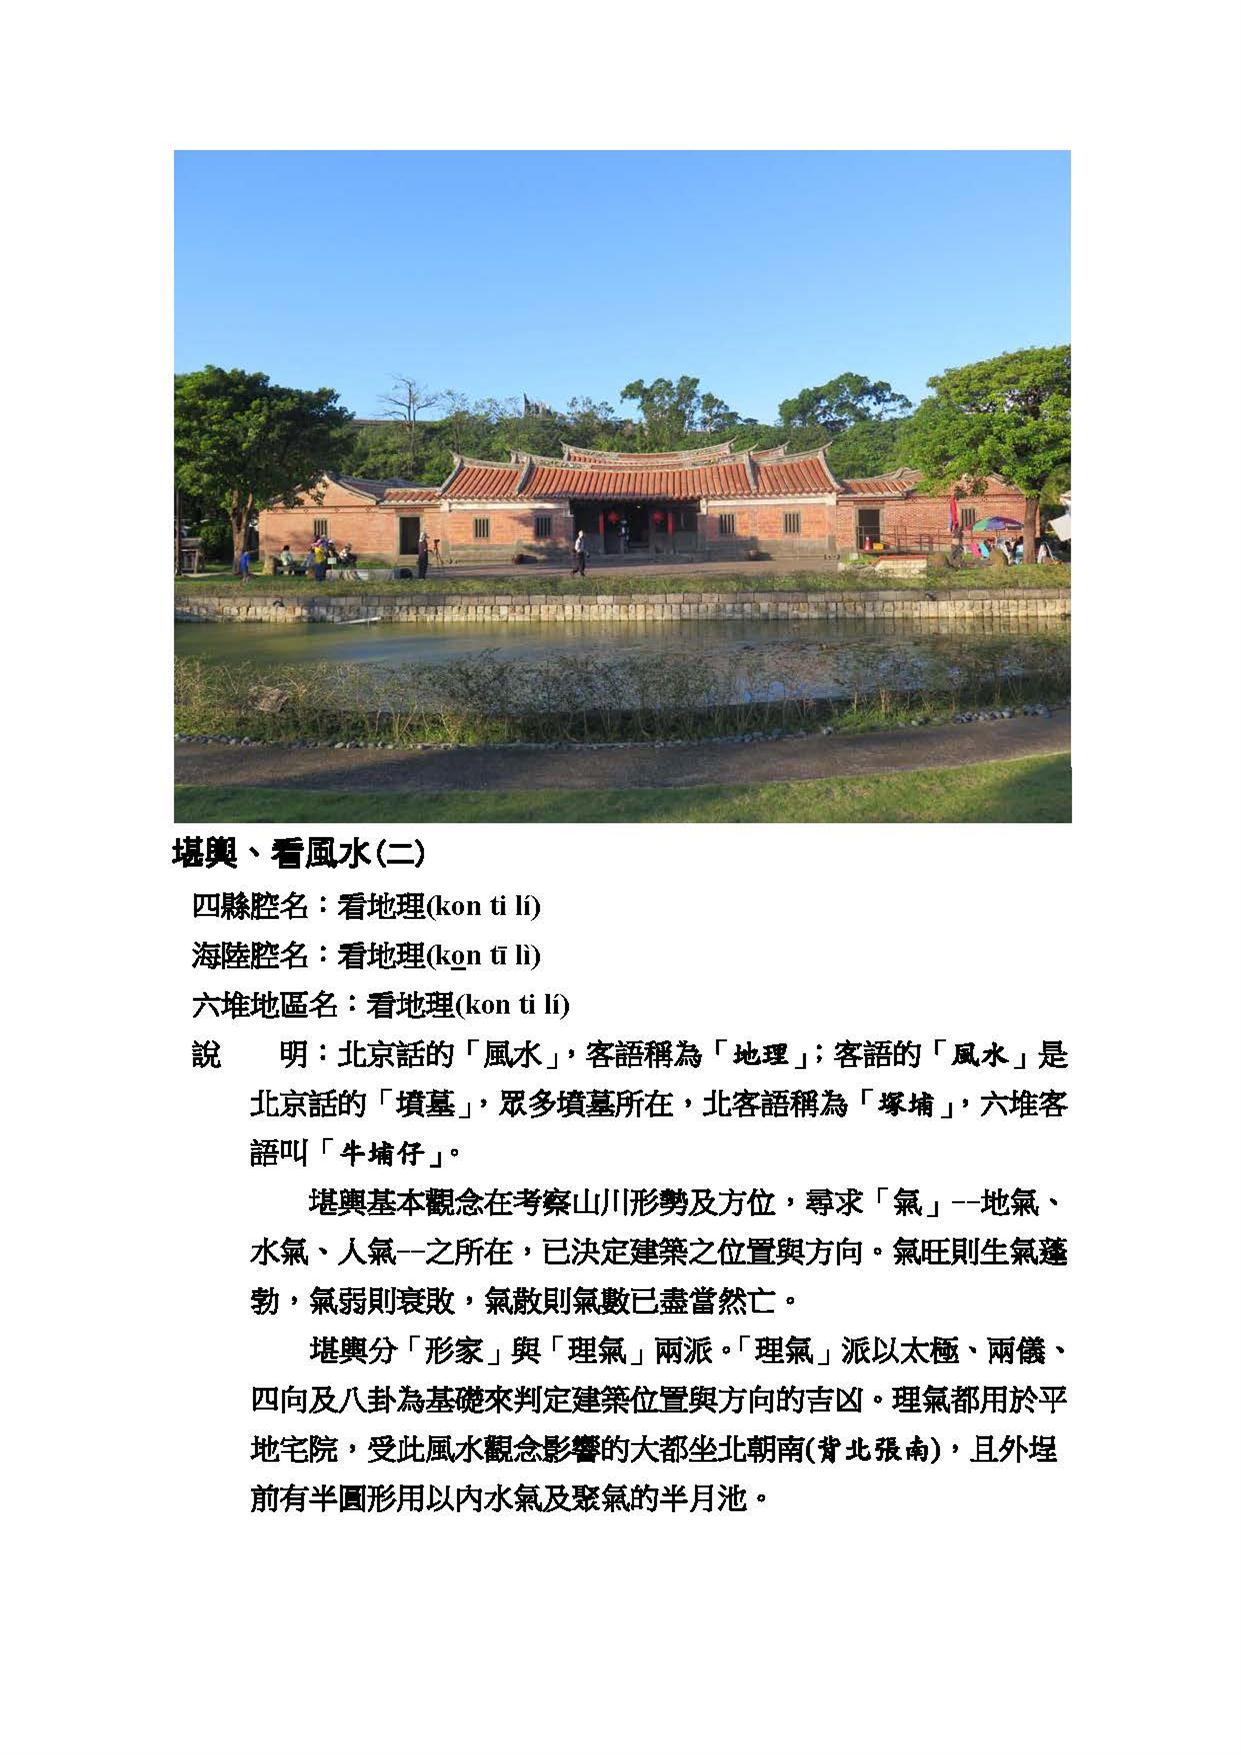 堪輿、看風水(二)
四縣腔名：看地理(kon ti lí)
海陸腔名：看地理(kon tī lì)
六堆地區名：看地理(kon ti lí)
說　　明：北京話的「風水」，客語稱為「地理」；客語的「風水」是
北京話的「墳墓」，眾多墳墓所在，北客語稱為「塚埔」，六堆客
語叫「牛埔仔」。
堪輿基本觀念在考察山川形勢及方位，尋求「氣」--地氣、
水氣、人氣--之所在，已決定建築之位置與方向。氣旺則生氣蓬
勃，氣弱則衰敗，氣散則氣數已盡當然亡。
堪輿分「形家」與「理氣」兩派。「理氣」派以太極、兩儀、
四向及八卦為基礎來判定建築位置與方向的吉凶。理氣都用於平
地宅院，受此風水觀念影響的大都坐北朝南(背北張南)，且外埕
前有半圓形用以內水氣及聚氣的半月池。